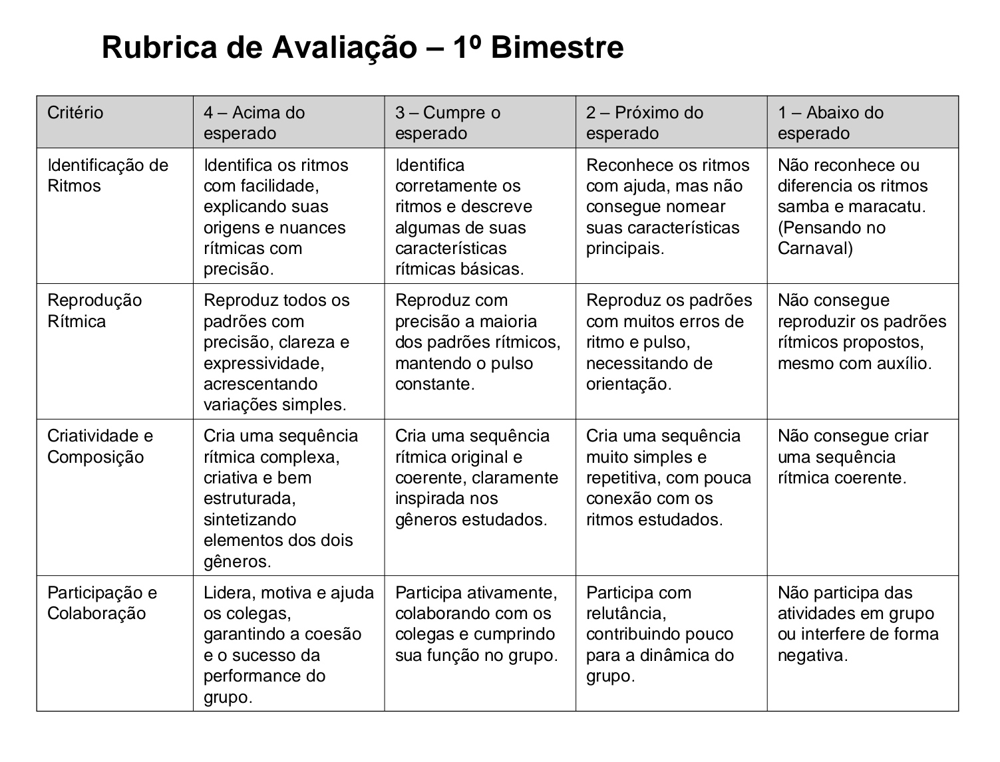 Rubrica de Avaliação – 1º Bimestre
Critério
4 – Acima do
esperado
3 – Cumpre o
esperado
2 – Próximo do
esperado
1 – Abaixo do
esperado
Identificação de
Ritmos
Identifica os ritmos
com facilidade,
explicando suas
origens e nuances
rítmicas com
precisão.
Identifica
corretamente os
ritmos e descreve
algumas de suas
características
rítmicas básicas.
Reconhece os ritmos
com ajuda, mas não
consegue nomear
suas características
principais.
Não reconhece ou
diferencia os ritmos
samba e maracatu.
(Pensando no
Carnaval)
Reprodução
Rítmica
Reproduz todos os
padrões com
precisão, clareza e
expressividade,
acrescentando
variações simples.
Reproduz com
precisão a maioria
dos padrões rítmicos,
mantendo o pulso
constante.
Reproduz os padrões
com muitos erros de
ritmo e pulso,
necessitando de
orientação.
Não consegue
reproduzir os padrões
rítmicos propostos,
mesmo com auxílio.
Criatividade e
Composição
Cria uma sequência
rítmica complexa,
criativa e bem
estruturada,
sintetizando
elementos dos dois
gêneros.
Cria uma sequência
rítmica original e
coerente, claramente
inspirada nos
gêneros estudados.
Cria uma sequência
muito simples e
repetitiva, com pouca
conexão com os
ritmos estudados.
Não consegue criar
uma sequência
rítmica coerente.
Participação e
Colaboração
Lidera, motiva e ajuda
os colegas,
garantindo a coesão
e o sucesso da
performance do
grupo.
Participa ativamente,
colaborando com os
colegas e cumprindo
sua função no grupo.
Participa com
relutância,
contribuindo pouco
para a dinâmica do
grupo.
Não participa das
atividades em grupo
ou interfere de forma
negativa.